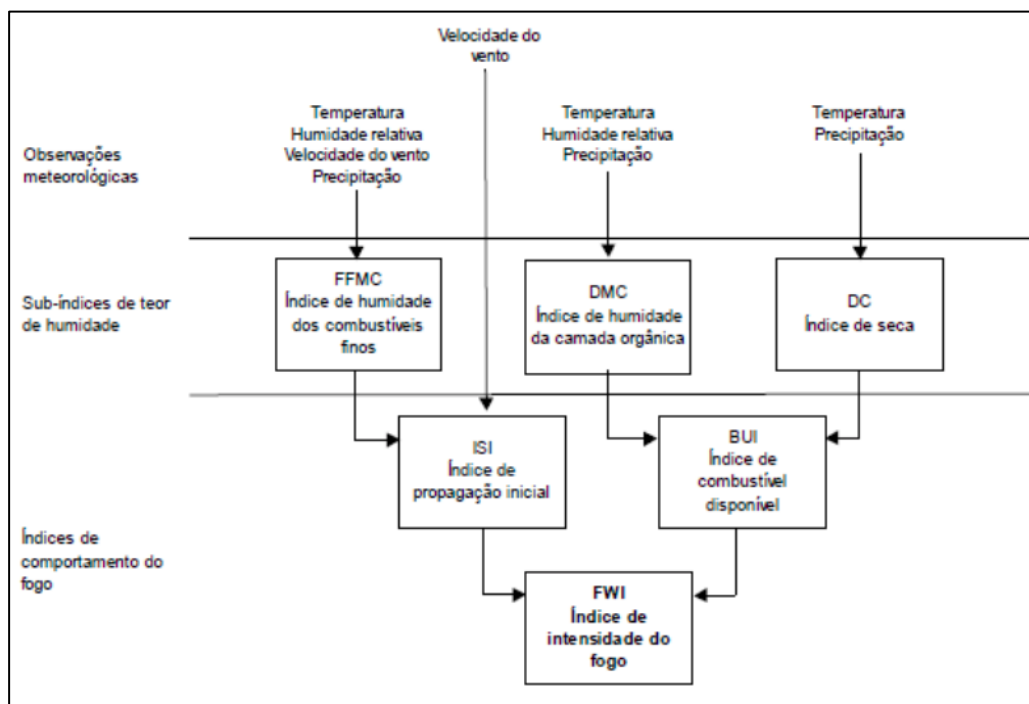 Velocidade do
vento
Observações
meteorológicas
Temperatura
Humidade relativa
Velocidade do vento
Precipitação
Temperatura
Humidade relativa
Precipitação
Temperatura
Precipitação
Sub-índices de teor
de humidade
FFMC
Índice de humidade
dos combustíveis
finos
DMC
Índice de humidade
da camada orgânica
DC
Índice de seca
Índices de
comportamento do
fogo
ISI
Índice de
propagação inicial
BUI
Índice de
combustível
disponível
FWI
Índice de
intensidade do
fogo